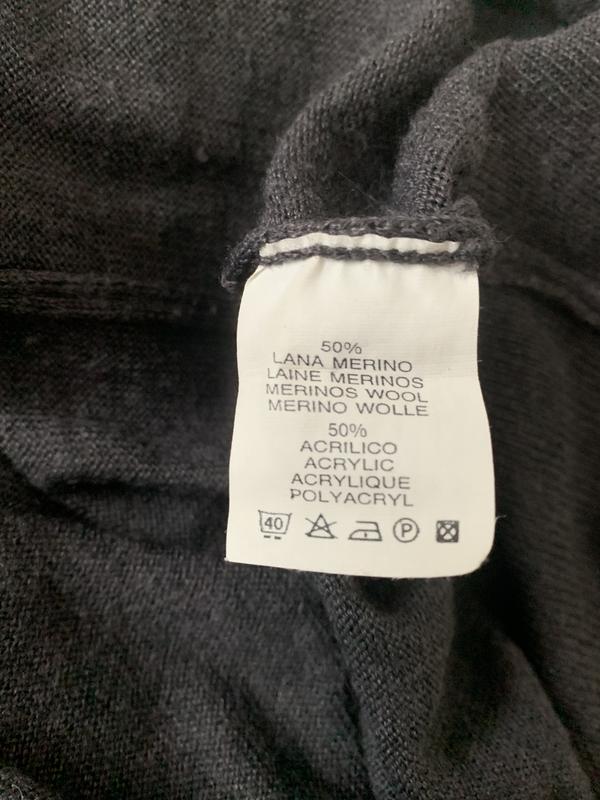 50%
LANA MERINO
LAINE MERINOS
MERINOS WOOL
MERINO WOLLE
50%
ACRILICO
ACRYLIC
ACRYLIQUE
POLYACRYL
40 P